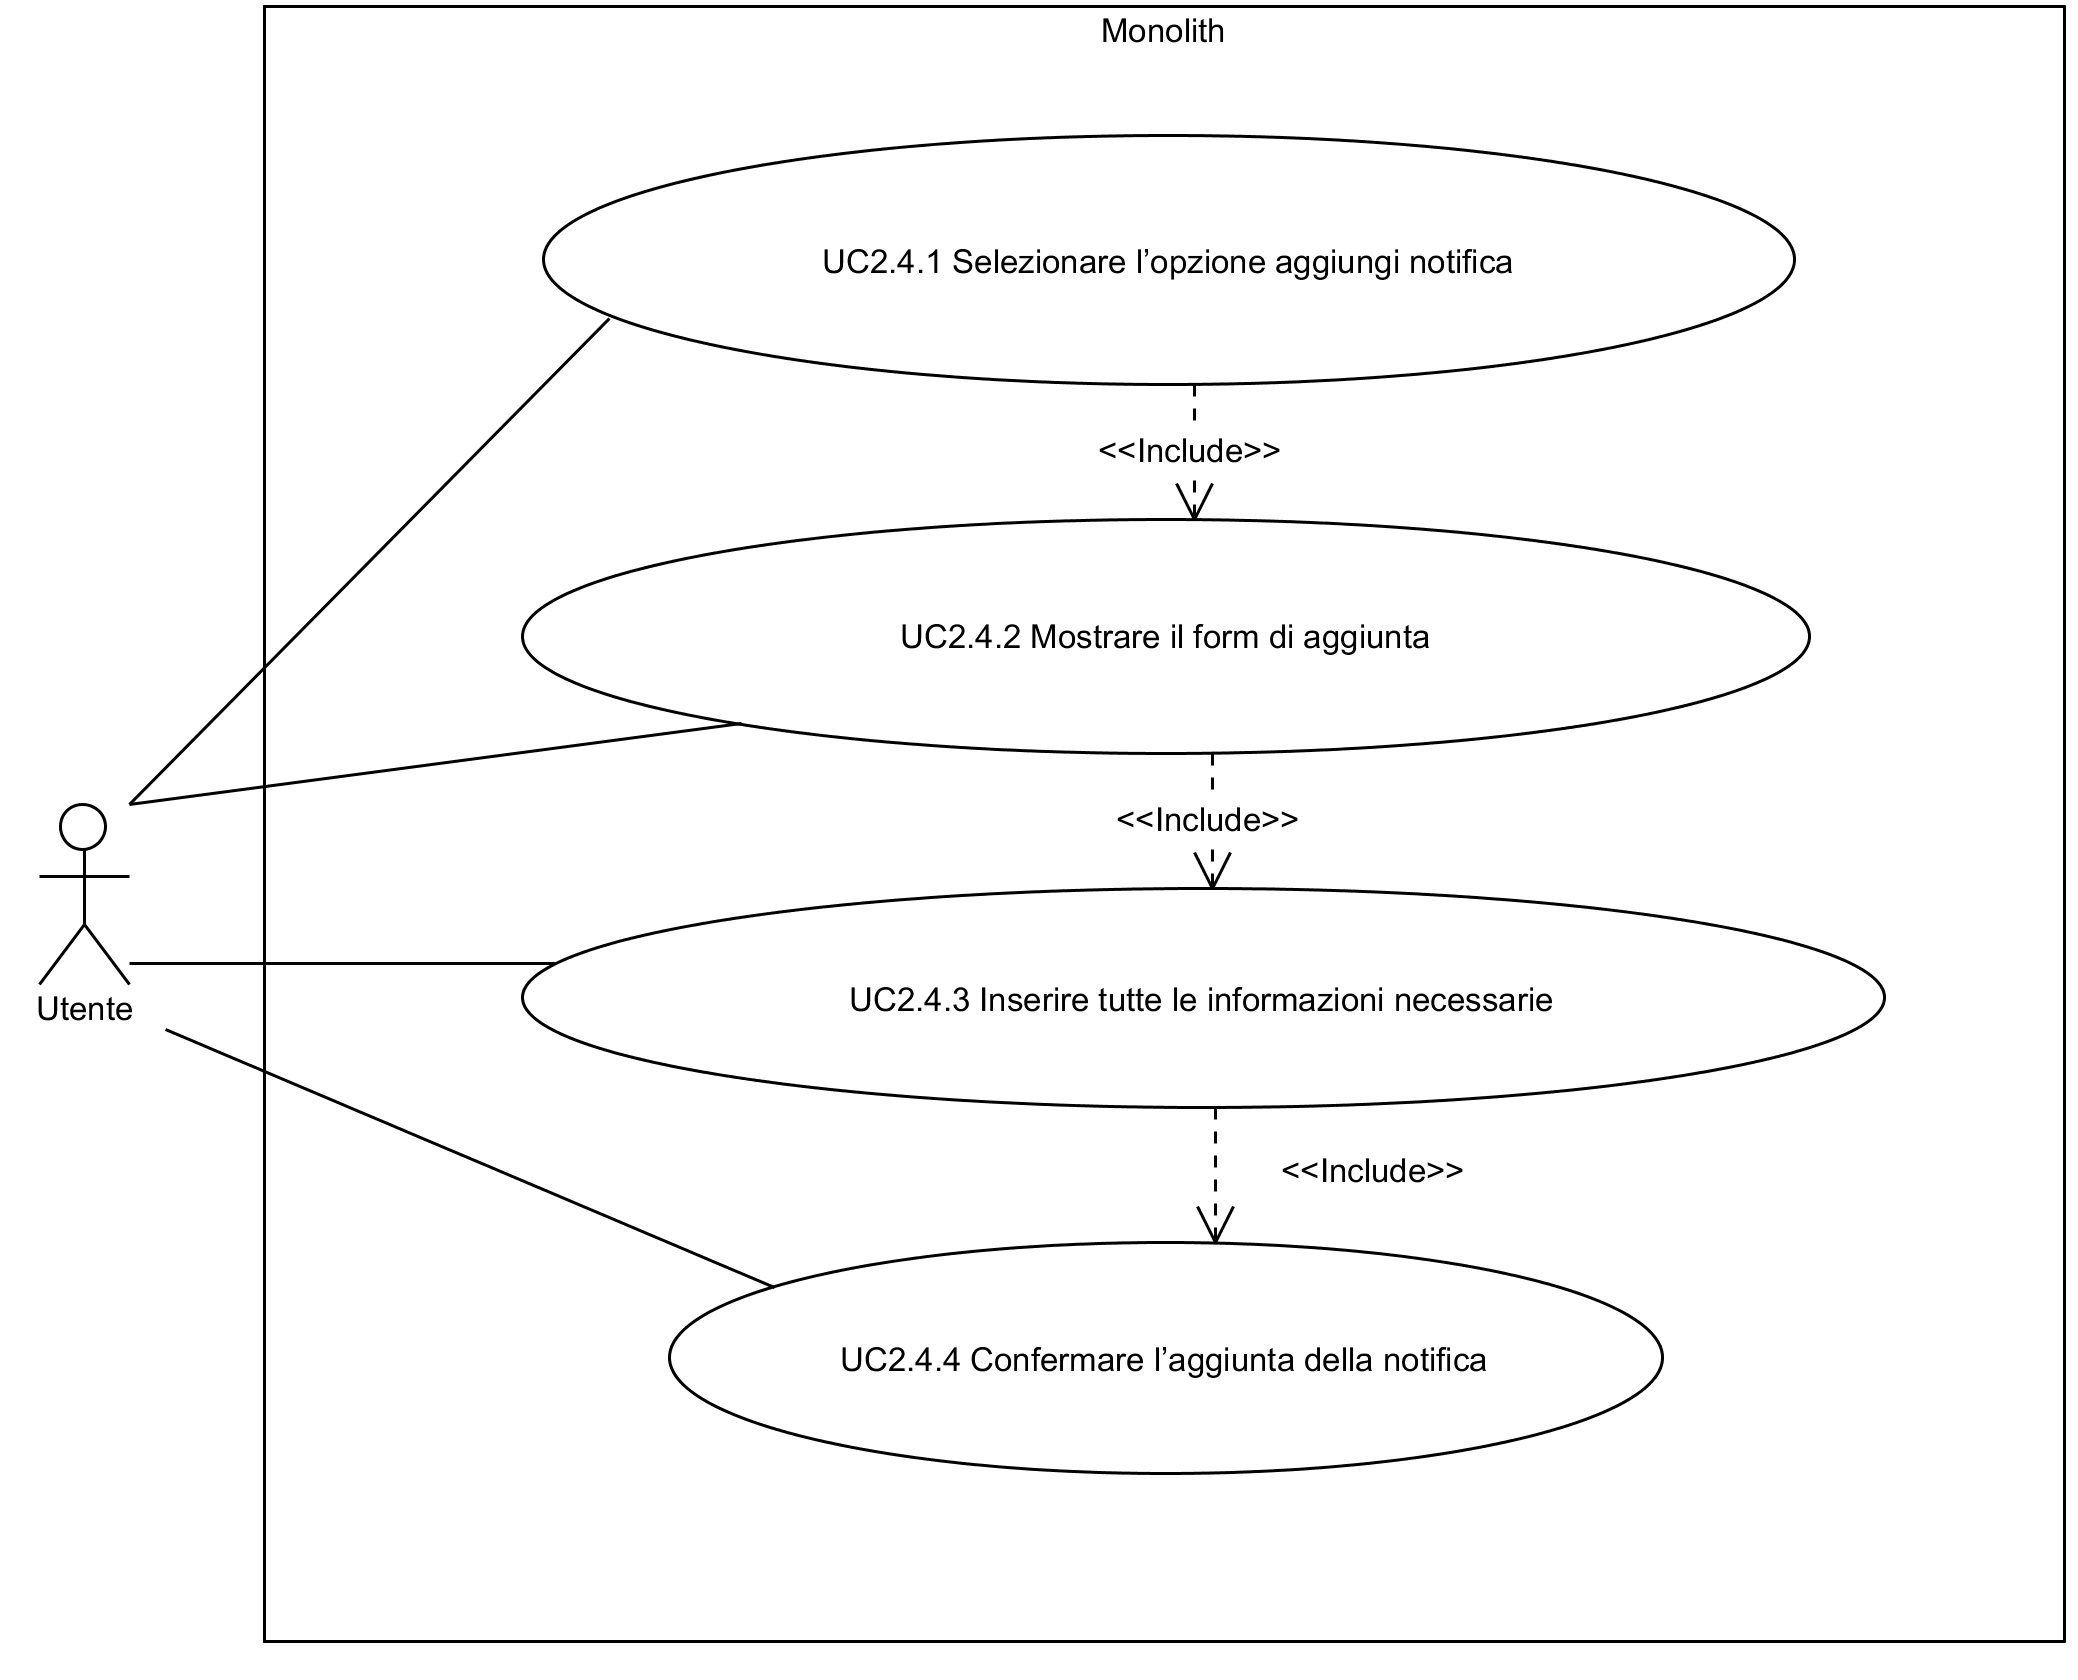 Monolith
UC2.4.1 Selezionare l’opzione aggiungi notifica
<<Include>>
UC2.4.2 Mostrare il form di aggiunta
<<Include>>
UC2.4.3 Inserire tutte le informazioni necessarie
Utente
<<Include>>
UC2.4.4 Confermare l’aggiunta della notifica